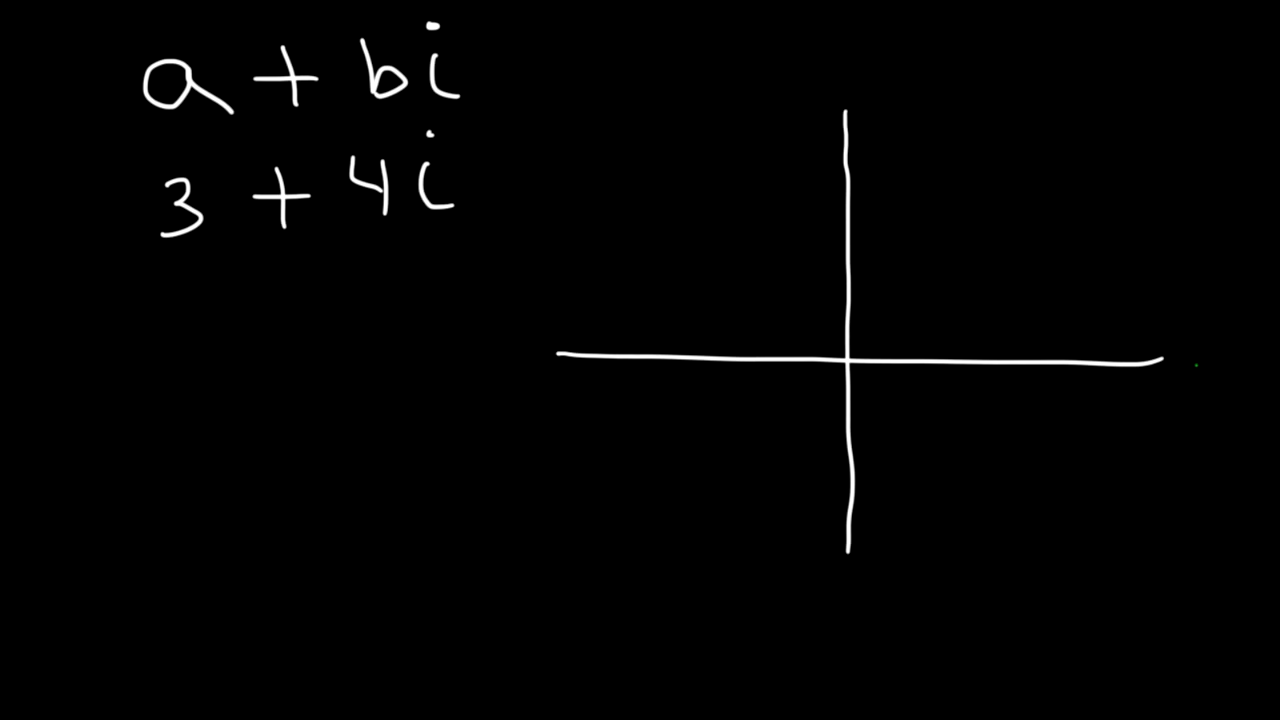 a + bi
3 + 4i